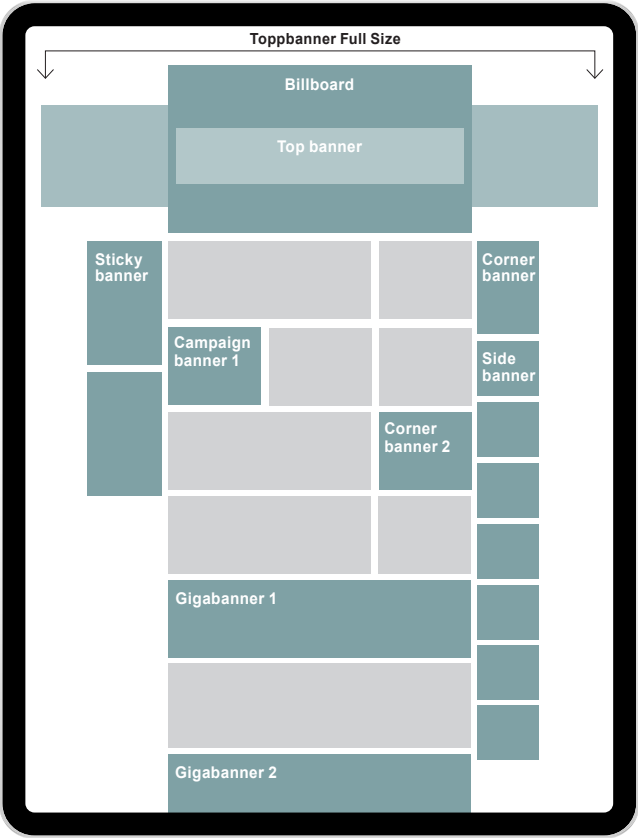 Toppbanner Full Size
Billboard
Top banner
Sticky
banner
Corner
banner
Campaign
banner 1
Side
banner
Corner
banner 2
Gigabanner 1
Gigabanner 2